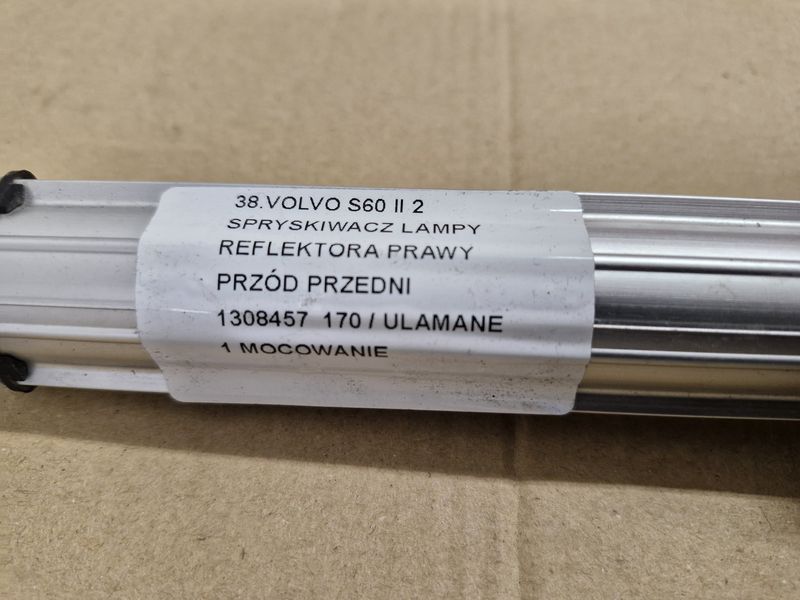 38.VOLVO S60 II 2
SPRYSKIWACZ LAMPY
REFLEKTORA PRAWY
PRZÓD PRZEDNI
1308457 170 / ULAMANE
1 MOCOWANIE